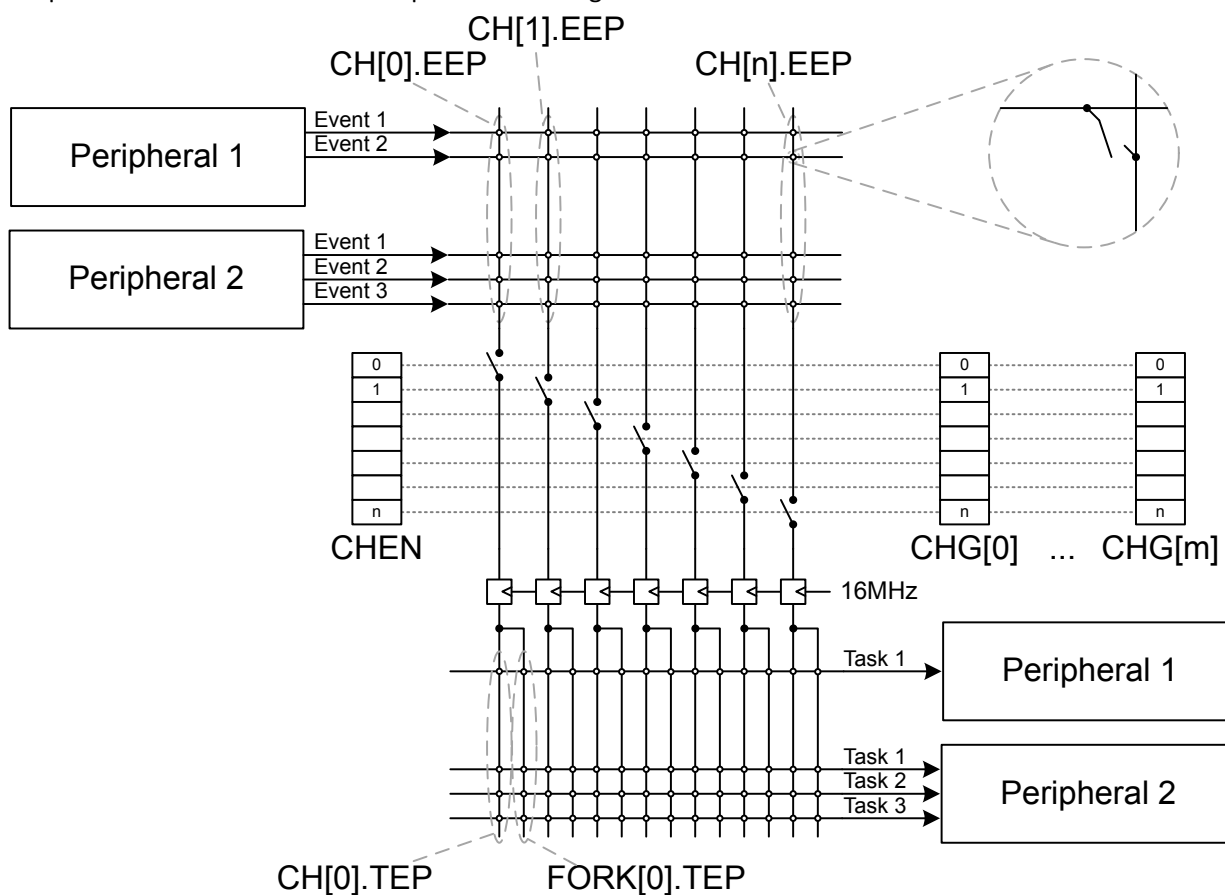 CH[1].EEP
CH[0].EEP
CH[n].EEP
Peripheral 1
Event 1
Event 2
Peripheral 2
Event 1
Event 2
Event 3
0
1
n
CHEN
0
1
n
CHG[0]
...
0
1
n
CHG[m]
16MHz
Task 1
Peripheral 1
Task 1
Task 2
Task 3
Peripheral 2
CH[0].TEP
FORK[0].TEP